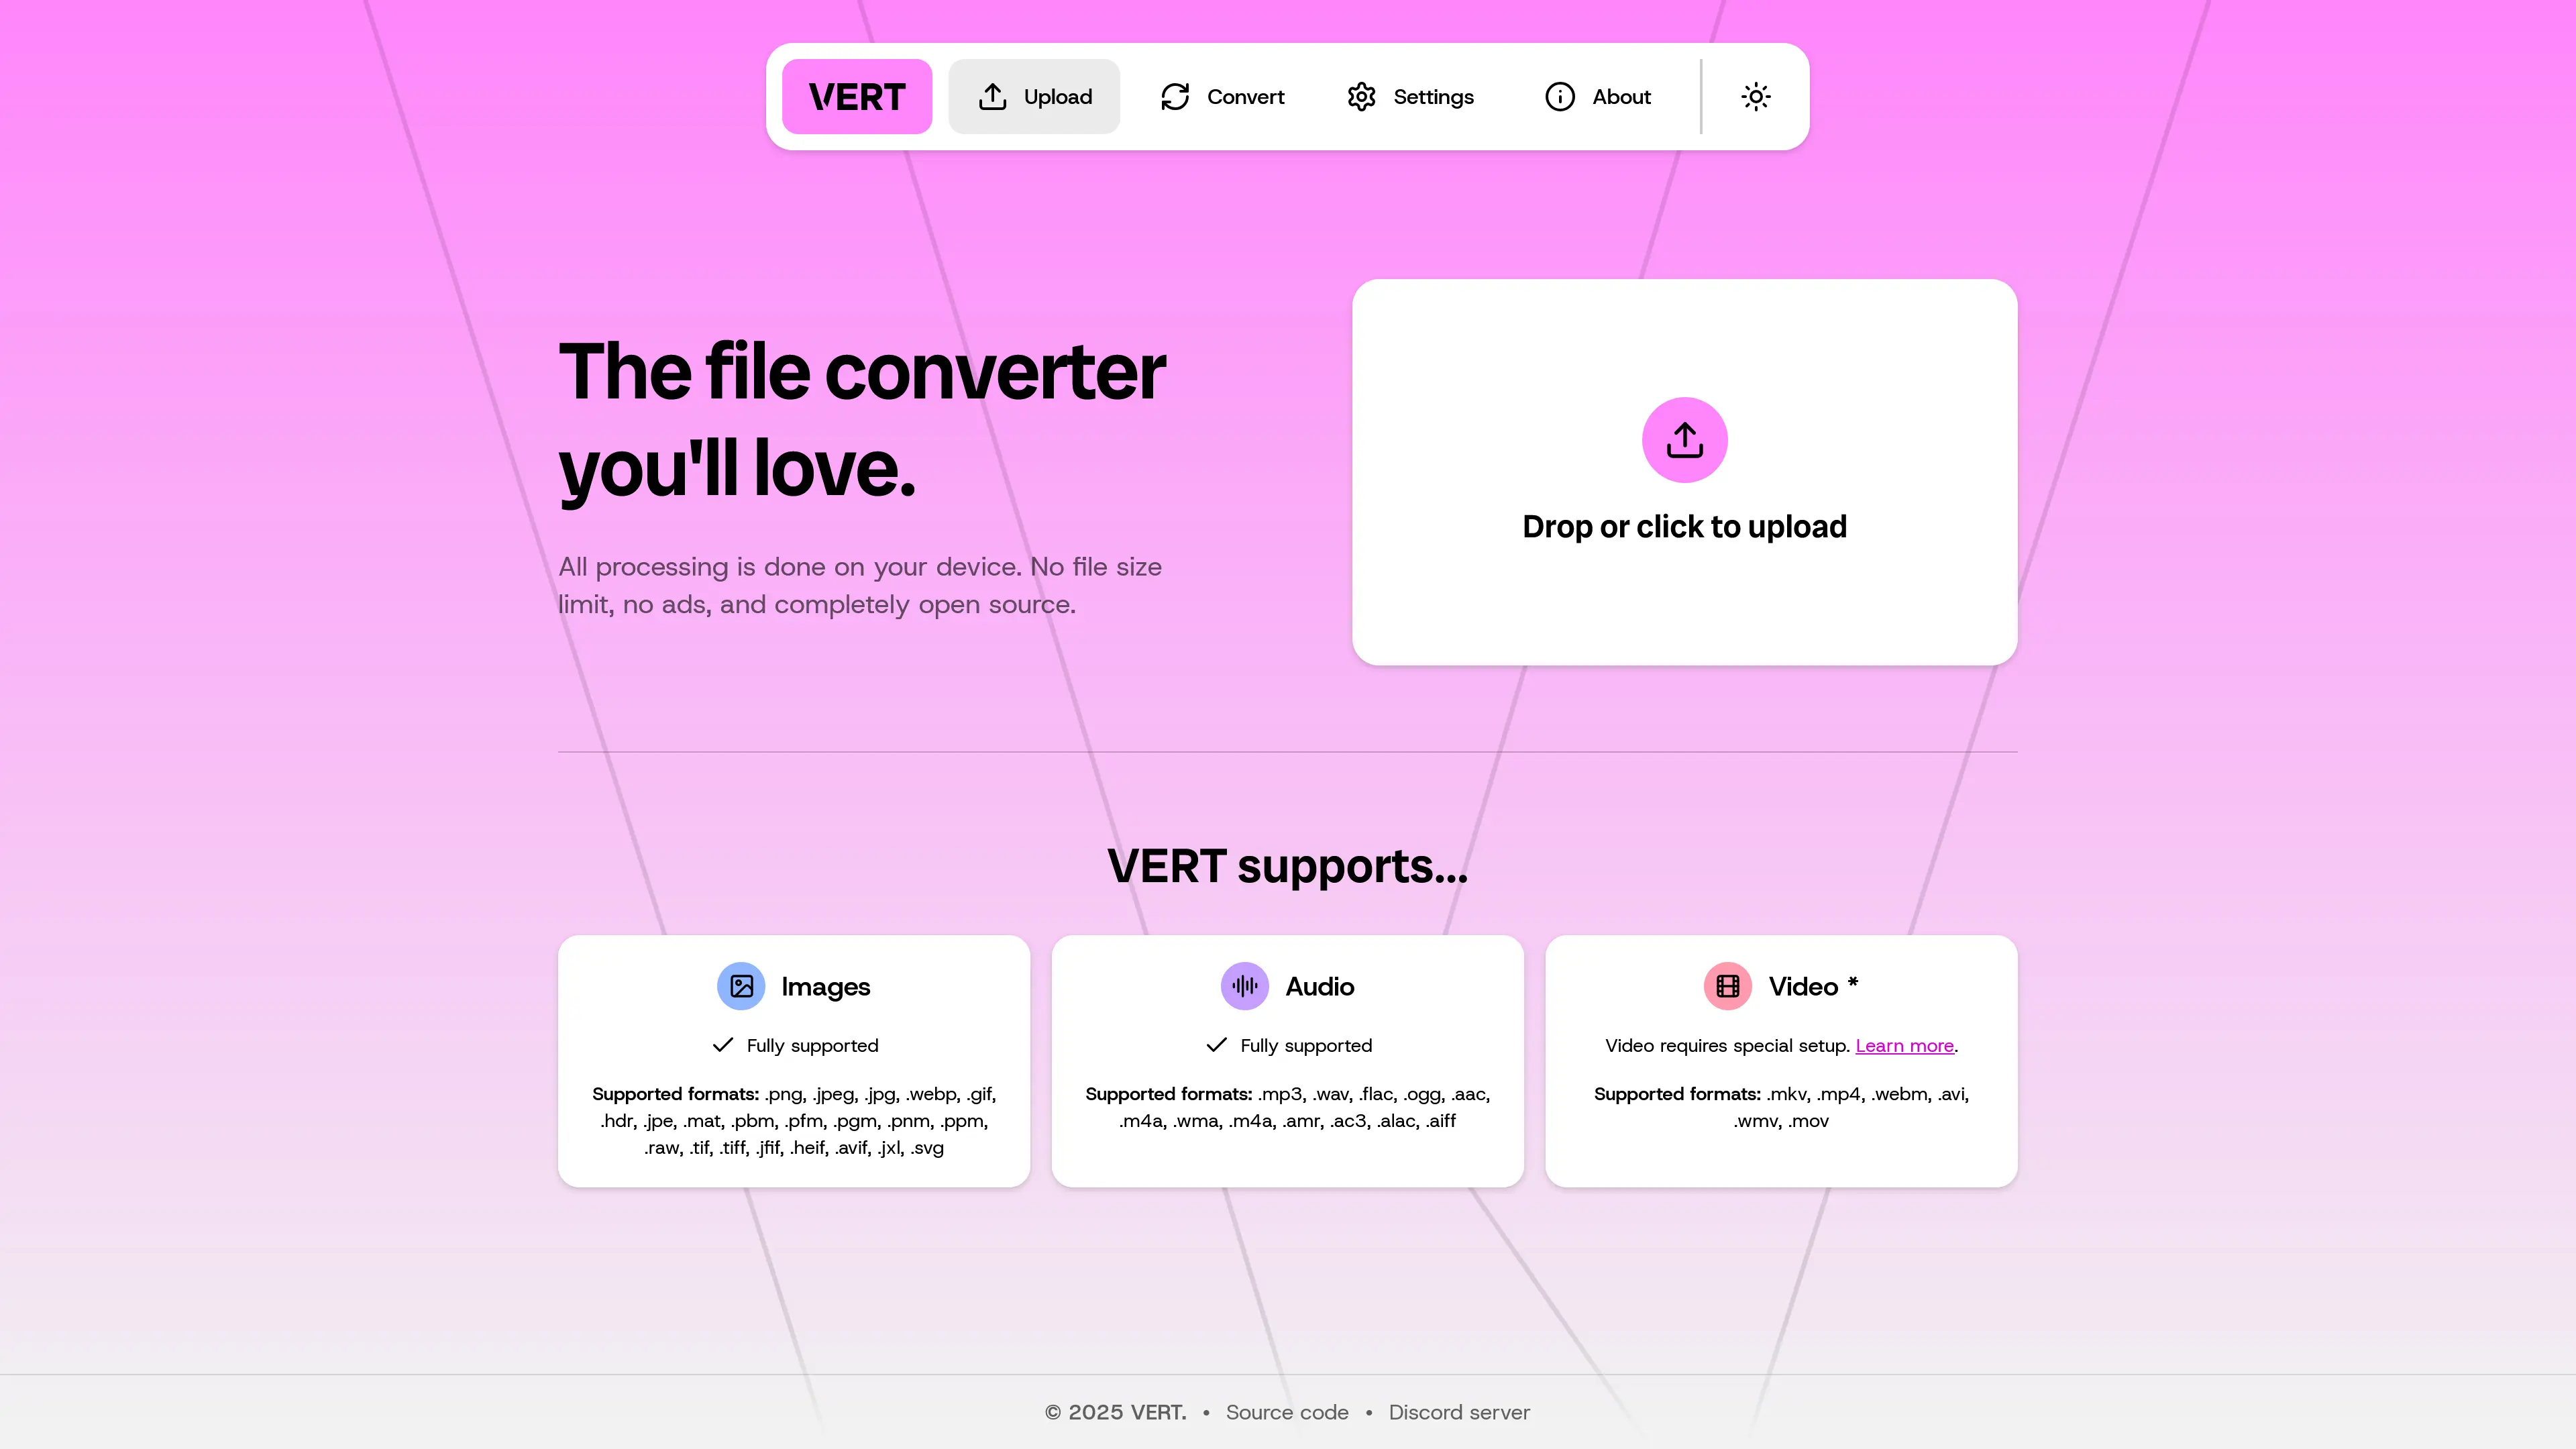 VERT
Upload
Convert
Settings
About
The file converter
you'll love.
All processing is done on your device. No file size
limit, no ads, and completely open source.
Drop or click to upload
VERT supports...
Images
Fully supported
Supported formats: .png, .jpeg, .jpg, .webp, .gif,
.hdr, .jpe, .mat, .pbm, .pfm, .pgm, .pnm, .ppm,
.raw, .tif, .tiff, .jfif, .heif, .avif, .jxl, .svg
Audio
Fully supported
Supported formats: .mp3, .wav, .flac, .ogg, .aac,
.m4a, .wma, .m4a, .amr, .ac3, .alac, .aiff
Video *
Video requires special setup. Learn more.
Supported formats: .mkv, .mp4, .webm, .avi,
.wmv, .mov
© 2025 VERT. • Source code • Discord server